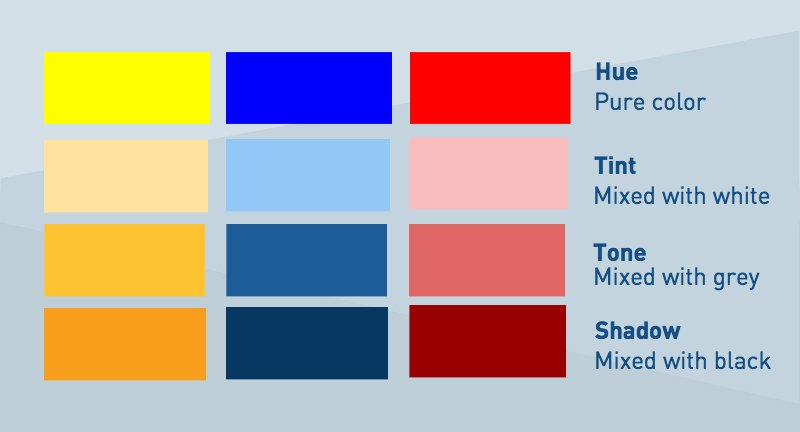 Hue
Pure color
Tint
Mixed with white
Tone
Mixed with grey
Shadow
Mixed with black